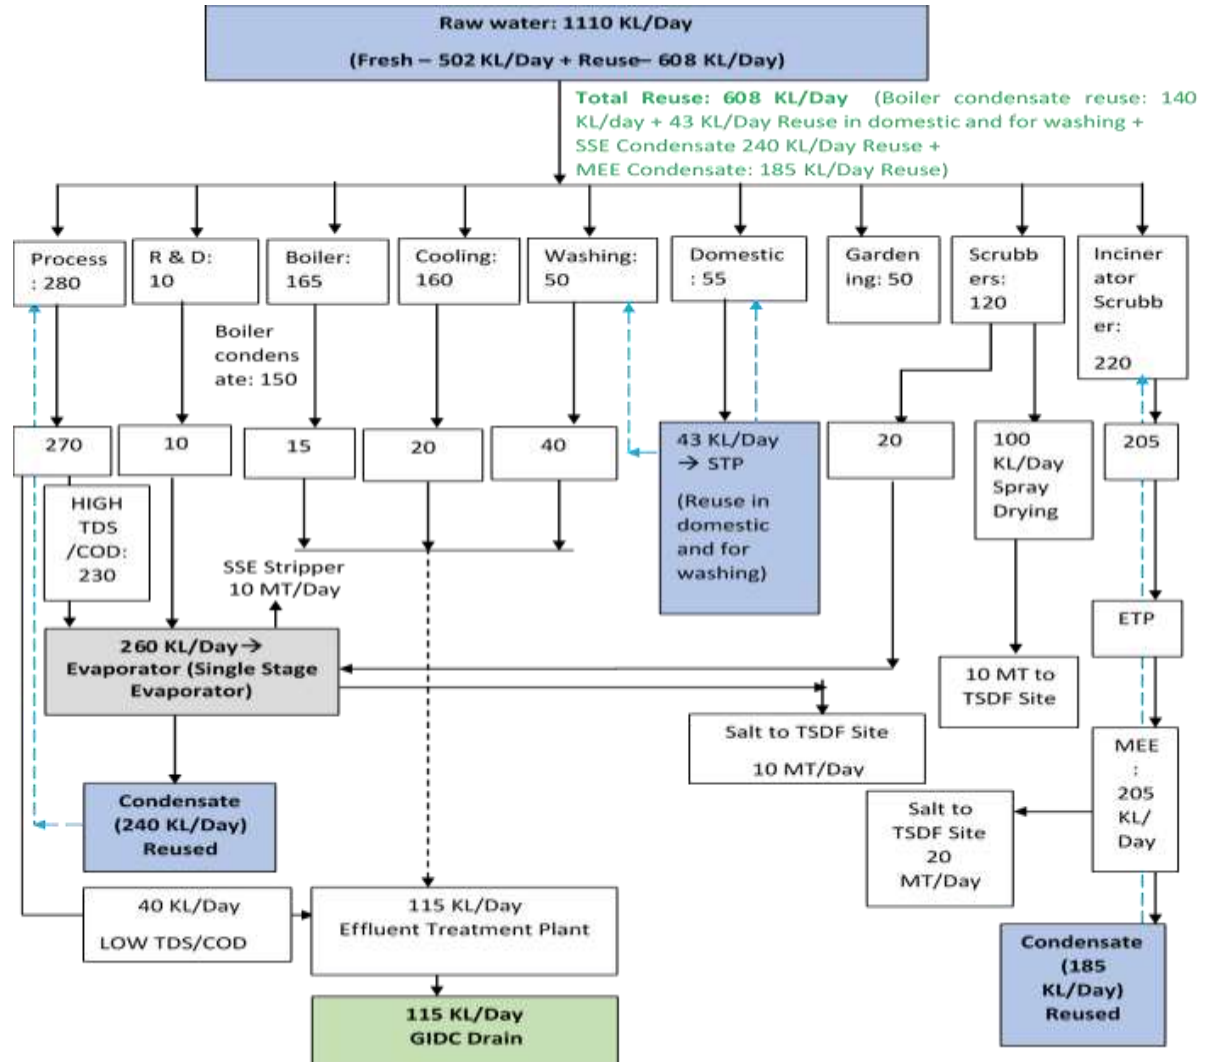 Raw water: 1110 KL/Day
(Fresh – 502 KL/Day + Reuse– 608 KL/Day)
Total Reuse: 608 KL/Day (Boiler condensate reuse: 140
KL/day + 43 KL/Day Reuse in domestic and for washing +
SSE Condensate 240 KL/Day Reuse +
MEE Condensate: 185 KL/Day Reuse)
Process
: 280
R & D:
10
Boiler:
165
Cooling:
160
Washing:
50
Domestic
: 55
Garden
ing: 50
Scrubb
ers:
120
Inciner
ator
Scrubb
er:
220
Boiler
condens
ate: 150
270
10
15
20
40
43 KL/Day
→ STP
(Reuse in
domestic
and for
washing)
20
100
KL/Day
Spray
Drying
205
HIGH
TDS
/COD:
230
SSE Stripper
10 MT/Day
ETP
260 KL/Day→
Evaporator (Single Stage
Evaporator)
10 MT to
TSDF Site
Salt to TSDF Site
10 MT/Day
MEE
:
205
KL/
Day
Condensate
(240 KL/Day)
Reused
Salt to
TSDF Site
20
MT/Day
40 KL/Day
LOW TDS/COD
115 KL/Day
Effluent Treatment Plant
Condensate
(185
KL/Day)
Reused
115 KL/Day
GIDC Drain